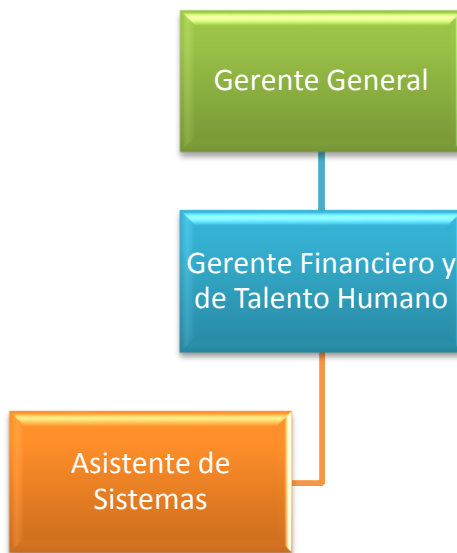 Gerente General
Gerente Financiero y
de Talento Humano
Asistente de
Sistemas